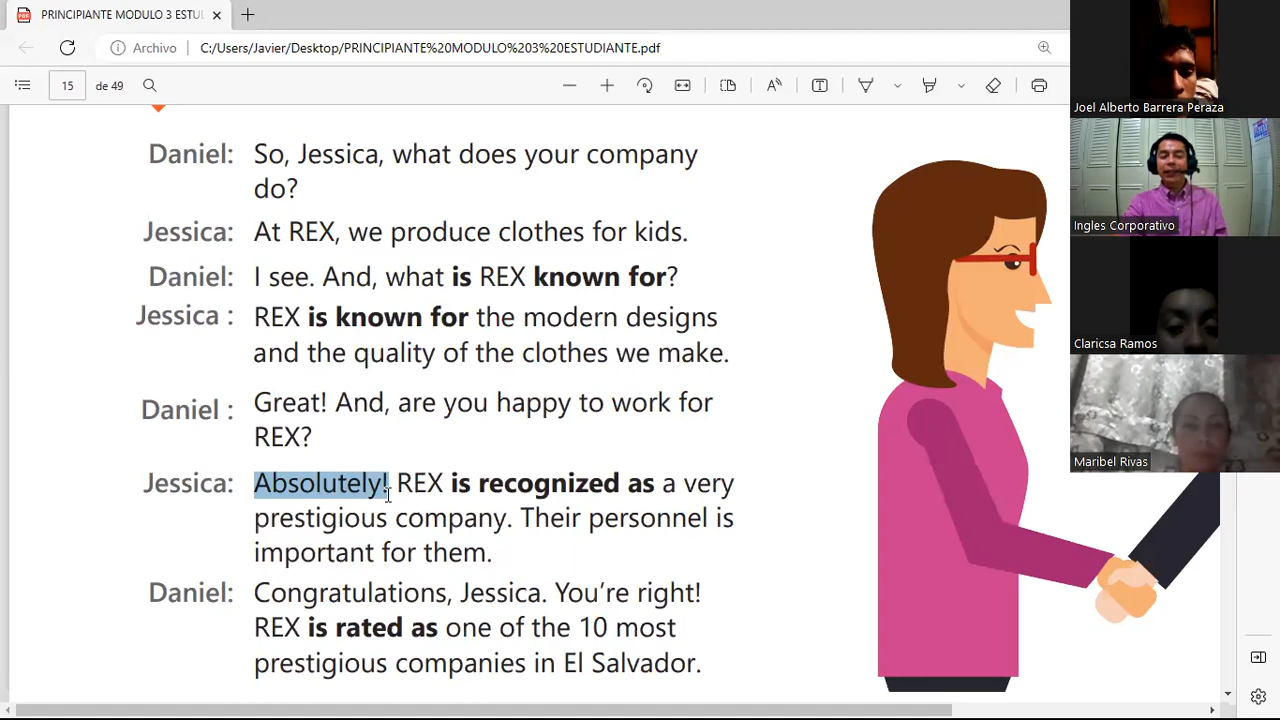 PRINCIPIANTE MODULO 3 ESTUI
Archivo
C:/Users/Javier/Desktop/PRINCIPIANTE%20MODULO%203%20ESTUDIANTE.pdf
15
de 49
Daniel: So, Jessica, what does your company
do?
Jessica: At REX, we produce clothes for kids.
Daniel: I see. And, what is REX known for?
Jessica : REX is known for the modern designs
and the quality of the clothes we make.
Daniel : Great! And, are you happy to work for
REX?
Jessica: Absolutely! REX is recognized as a very
prestigious company. Their personnel is
important for them.
Daniel: Congratulations, Jessica. You're right!
REX is rated as one of the 10 most
prestigious companies in El Salvador.
Joel Alberto Barrera Peraza
Ingles Corporativo
Claricsa Ramos
Maribel Rivas